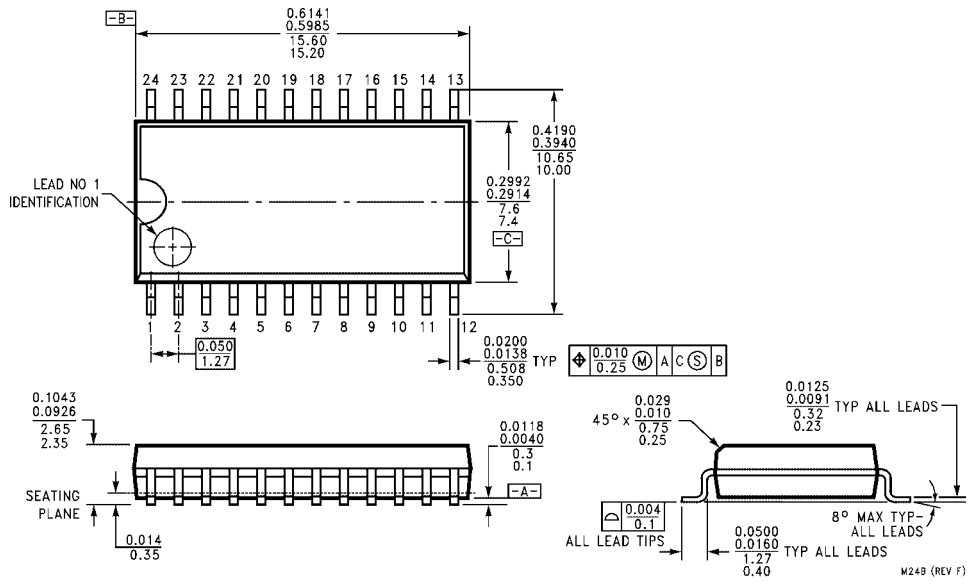 -B-
0.6141
0.5985
15.60
15.20
24 23 22 21 20 19 18 17 16 15 14 13
LEAD NO 1
IDENTIFICATION
0.2992
0.2914
7.6
7.4
-C-
0.4190
0.3940
10.65
10.00
1 2 3 4 5 6 7 8 9 10 11 12
0.050
1.27
0.0200
0.0138
0.508
0.350
TYP
0.010
0.25
M A C S B
0.1043
0.0926
2.65
2.35
0.0118
0.0040
0.3
0.1
-A-
SEATING
PLANE
0.014
0.35
45° x
0.029
0.010
0.75
0.25
0.0125
0.0091
0.32
0.23
TYP ALL LEADS
0.004
0.1
ALL LEAD TIPS
0.0500
0.0160
1.27
0.40
TYP ALL LEADS
8° MAX TYP-
ALL LEADS
M24B (REV F)